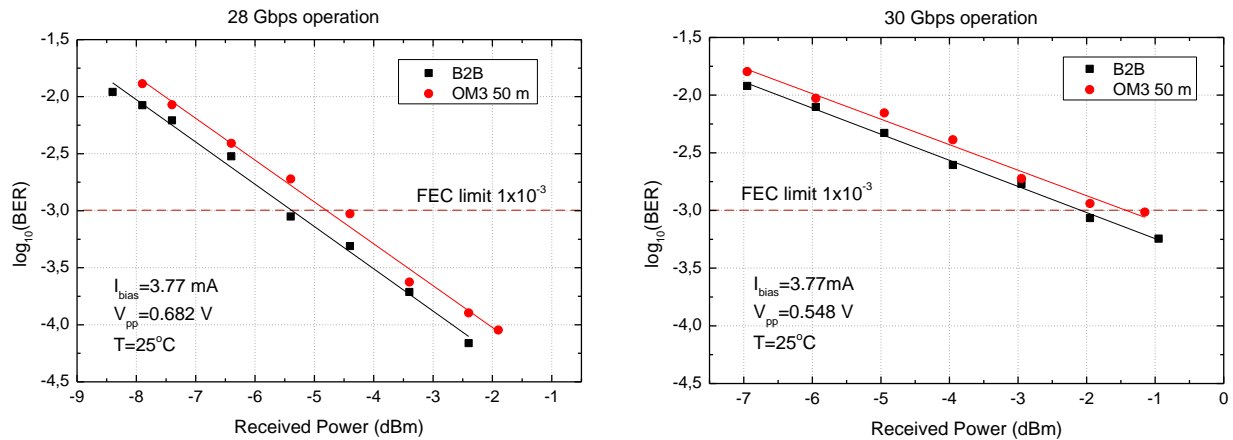 28 Gbps operation
-1,5
-2,0
-2,5
-3,0
-3,5
-4,0
-4,5
log10(BER)
B2B
OM3 50 m
FEC limit 1x10-3
Ibias=3.77 mA
Vpp=0.682 V
T=25oC
-9 -8 -7 -6 -5 -4 -3 -2 -1
Received Power (dBm)
30 Gbps operation
-1,5
-2,0
-2,5
-3,0
-3,5
-4,0
-4,5
log10(BER)
B2B
OM3 50 m
FEC limit 1x10-3
Ibias=3.77mA
Vpp=0.548 V
T=25oC
-7 -6 -5 -4 -3 -2 -1 0
Received Power (dBm)